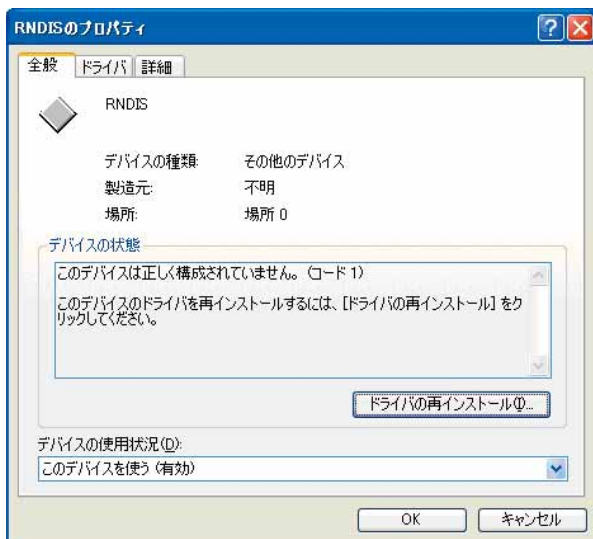 RNDISのプロパティ
全般
ドライバ
詳細
RNDIS
デバイスの種類:
その他のデバイス
製造元:
不明
場所:
場所 0
デバイスの状態
このデバイスは正しく構成されていません。 (コード 1)
このデバイスのドライバを再インストールするには、[ドライバの再インストール] をク
リックしてください。
ドライバの再インストール(I)...
デバイスの使用状況(D):
このデバイスを使う (有効)
OK
キャンセル